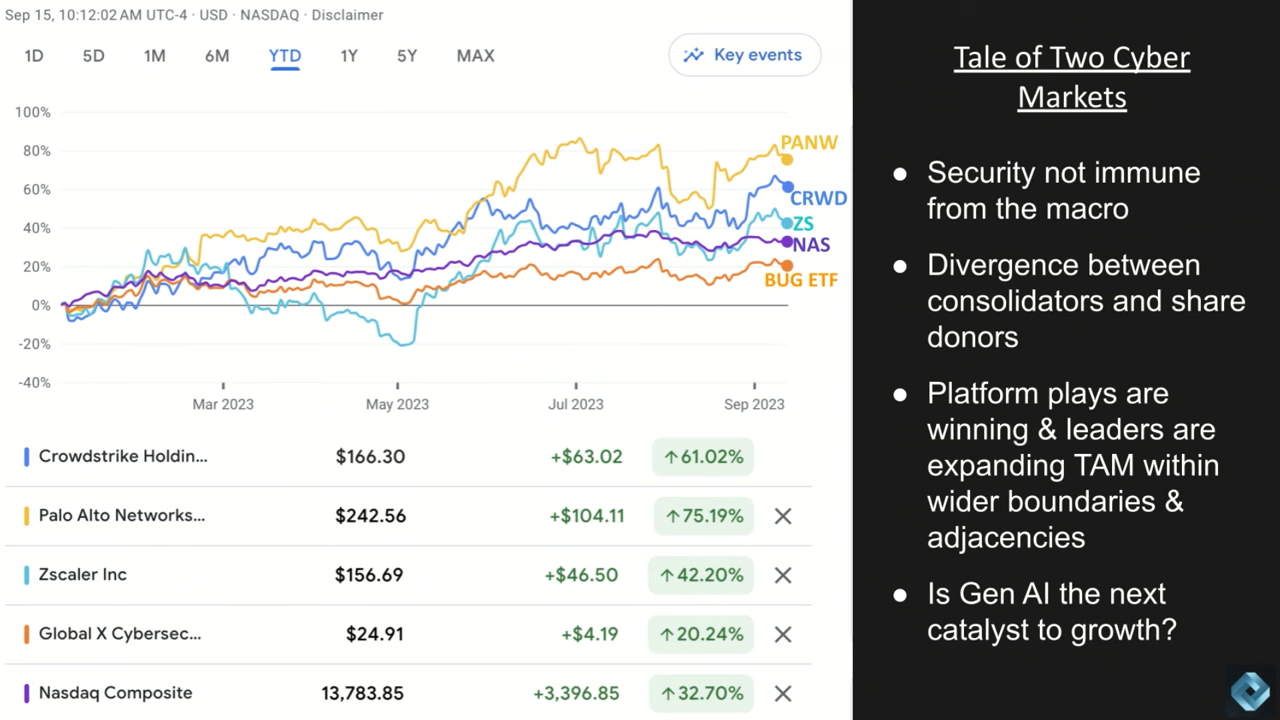 Sep 15, 10:12:02 AM UTC-4 · USD · NASDAQ · Disclaimer
1D 5D 1M 6M YTD 1Y 5Y MAX
Key events
100%
80%
60%
40%
20%
0%
-20%
-40%
PANW
CRWD
ZS
NAS
BUG ETF
Mar 2023 May 2023 Jul 2023 Sep 2023
Crowdstrike Holdin... $166.30 +$63.02 ↑61.02%
Palo Alto Networks... $242.56 +$104.11 ↑75.19% ×
Zscaler Inc $156.69 +$46.50 ↑42.20% ×
Global X Cybersec... $24.91 +$4.19 ↑20.24% ×
Nasdaq Composite 13,783.85 +3,396.85 ↑32.70% ×
Tale of Two Cyber
Markets
● Security not immune
from the macro
● Divergence between
consolidators and share
donors
● Platform plays are
winning & leaders are
expanding TAM within
wider boundaries &
adjacencies
● Is Gen AI the next
catalyst to growth?